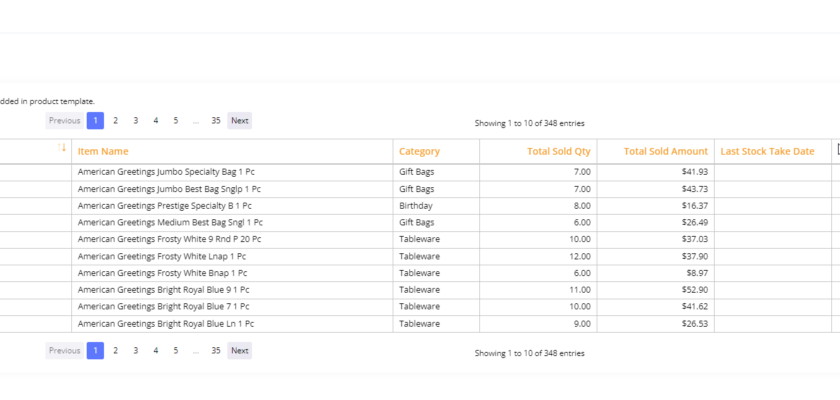 dded in product template.
Previous 1 2 3 4 5 ... 35 Next
Showing 1 to 10 of 348 entries
Item Name Category Total Sold Qty Total Sold Amount Last Stock Take Date
American Greetings Jumbo Specialty Bag 1 Pc Gift Bags 7.00 $41.93
American Greetings Jumbo Best Bag Snglp 1 Pc Gift Bags 7.00 $43.73
American Greetings Prestige Specialty B 1 Pc Birthday 8.00 $16.37
American Greetings Medium Best Bag Sngl 1 Pc Gift Bags 6.00 $26.49
American Greetings Frosty White 9 Rnd P 20 Pc Tableware 10.00 $37.03
American Greetings Frosty White Lnap 1 Pc Tableware 12.00 $37.90
American Greetings Frosty White Bnap 1 Pc Tableware 6.00 $8.97
American Greetings Bright Royal Blue 9 1 Pc Tableware 11.00 $52.90
American Greetings Bright Royal Blue 7 1 Pc Tableware 10.00 $41.62
American Greetings Bright Royal Blue Ln 1 Pc Tableware 9.00 $26.53
Previous 1 2 3 4 5 ... 35 Next
Showing 1 to 10 of 348 entries